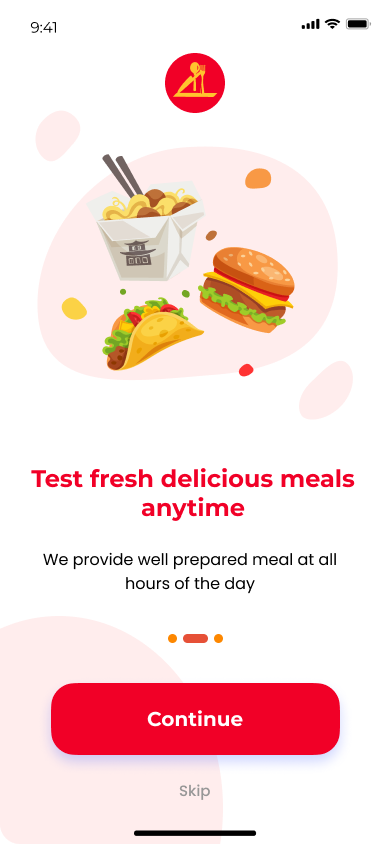 9:41
Test fresh delicious meals
anytime
We provide well prepared meal at all
hours of the day
Continue
Skip